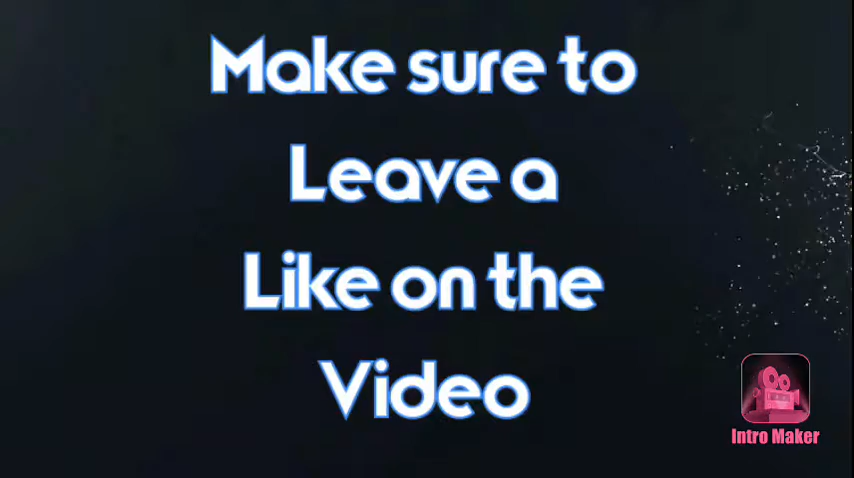 Make sure to
Leave a
Like on the
Video
Intro Maker